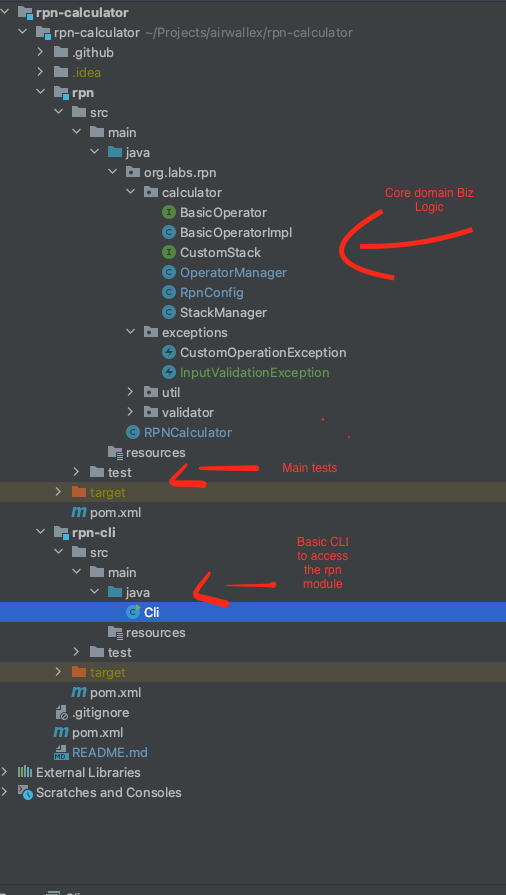 rpn-calculator
rpn-calculator ~/Projects/airwallex/rpn-calculator
.github
.idea
rpn
src
main
java
org.labs.rpn
calculator
BasicOperator
BasicOperatorImpl
CustomStack
OperatorManager
RpnConfig
StackManager
Core domain Biz
Logic
exceptions
CustomOperationException
InputValidationException
util
validator
RPNCalculator
resources
test
Main tests
target
pom.xml
rpn-cli
src
main
java
Cli
Basic CLI
to access
the rpn
module
resources
test
target
pom.xml
.gitignore
pom.xml
README.md
External Libraries
Scratches and Consoles